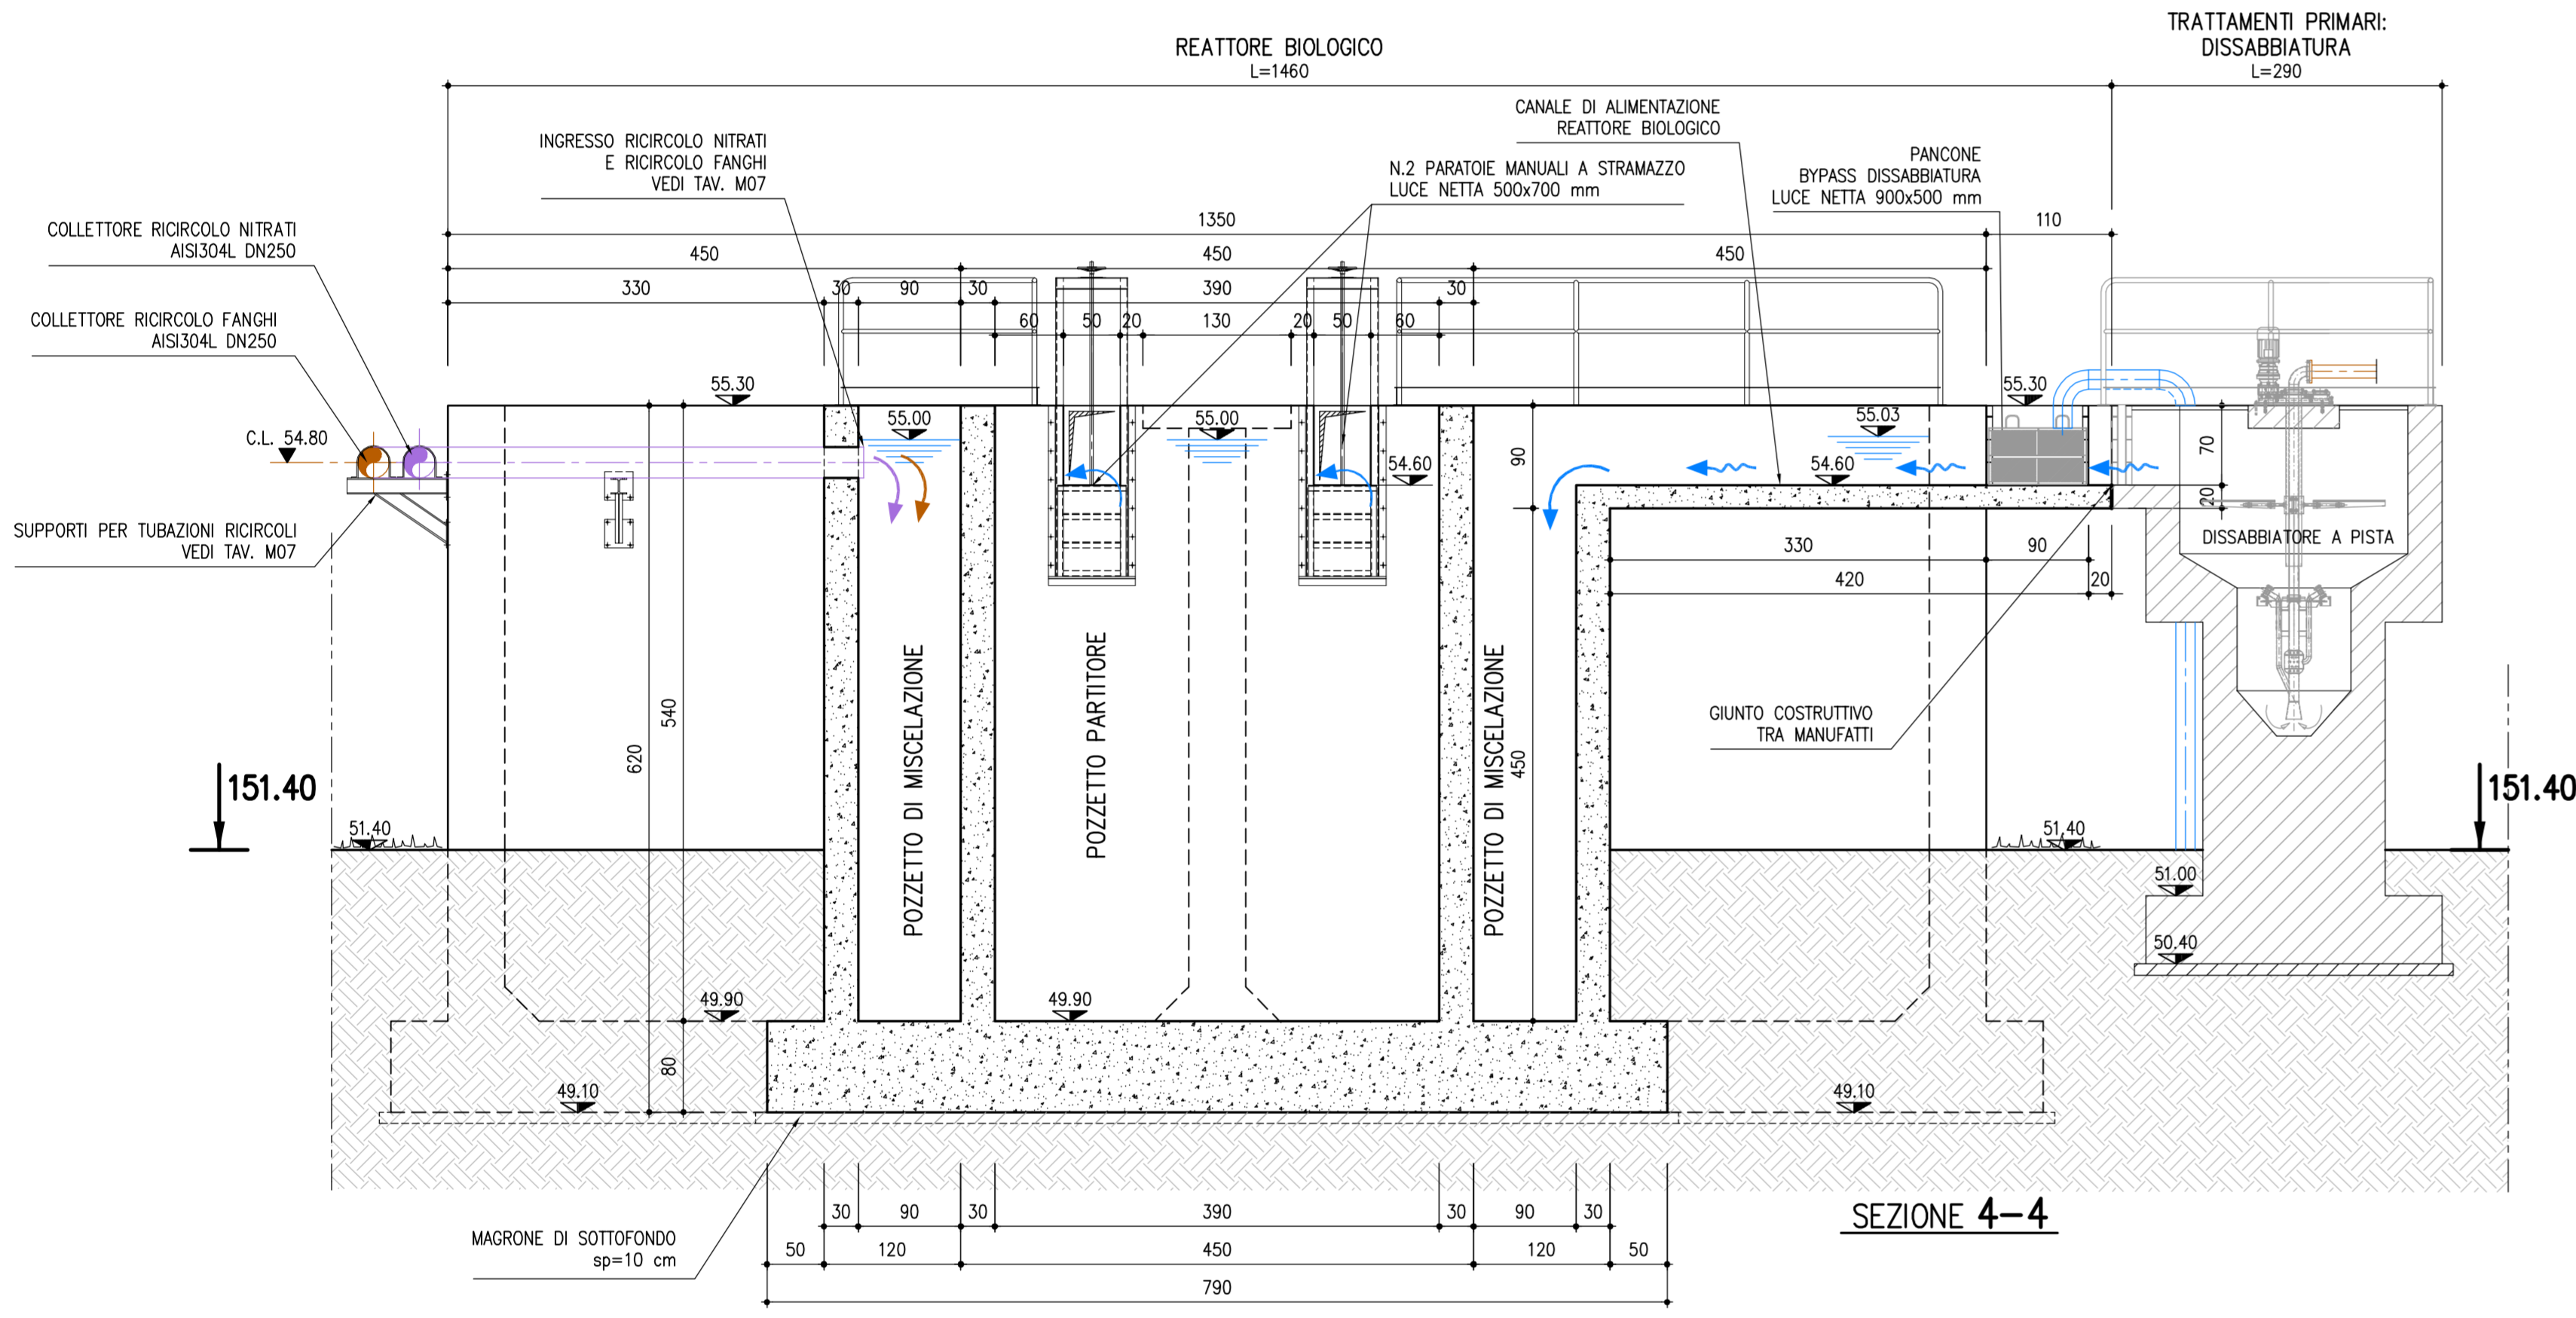 TRATTAMENTI PRIMARI:
DISSABBIATURA
L=290
REATTORE BIOLOGICO
L=1460
CANALE DI ALIMENTAZIONE
REATTORE BIOLOGICO
INGRESSO RICIRCOLO NITRATI
E RICIRCOLO FANGHI
VEDI TAV. M07
N.2 PARATOIE MANUALI A STRAMAZZO
LUCE NETTA 500x700 mm
PANCONE
BYPASS DISSABBIATURA
LUCE NETTA 900x500 mm
COLLETTORE RICIRCOLO NITRATI
AISI304L DN250
COLLETTORE RICIRCOLO FANGHI
AISI304L DN250
1350 110
450 450 450
330 30 90 30 390 30
60 50 20 130 20 50 60
55.30 55.30
55.00 55.00 55.03
C.L. 54.80
54.60 54.60
90 70
20
SUPPORTI PER TUBAZIONI RICIRCOLI
VEDI TAV. M07
DISSABBIATORE A PISTA
330 90
420 20
POZZETTO DI MISCELAZIONE
POZZETTO PARTITORE
POZZETTO DI MISCELAZIONE
GIUNTO COSTRUTTIVO
TRA MANUFATTI
620 540 450
151.40 151.40
51.40 51.40
51.00
50.40
49.90 49.90
80
49.10 49.10
30 90 30 390 30 90 30
50 120 450 120 50
790
MAGRONE DI SOTTOFONDO
sp=10 cm
SEZIONE 4-4